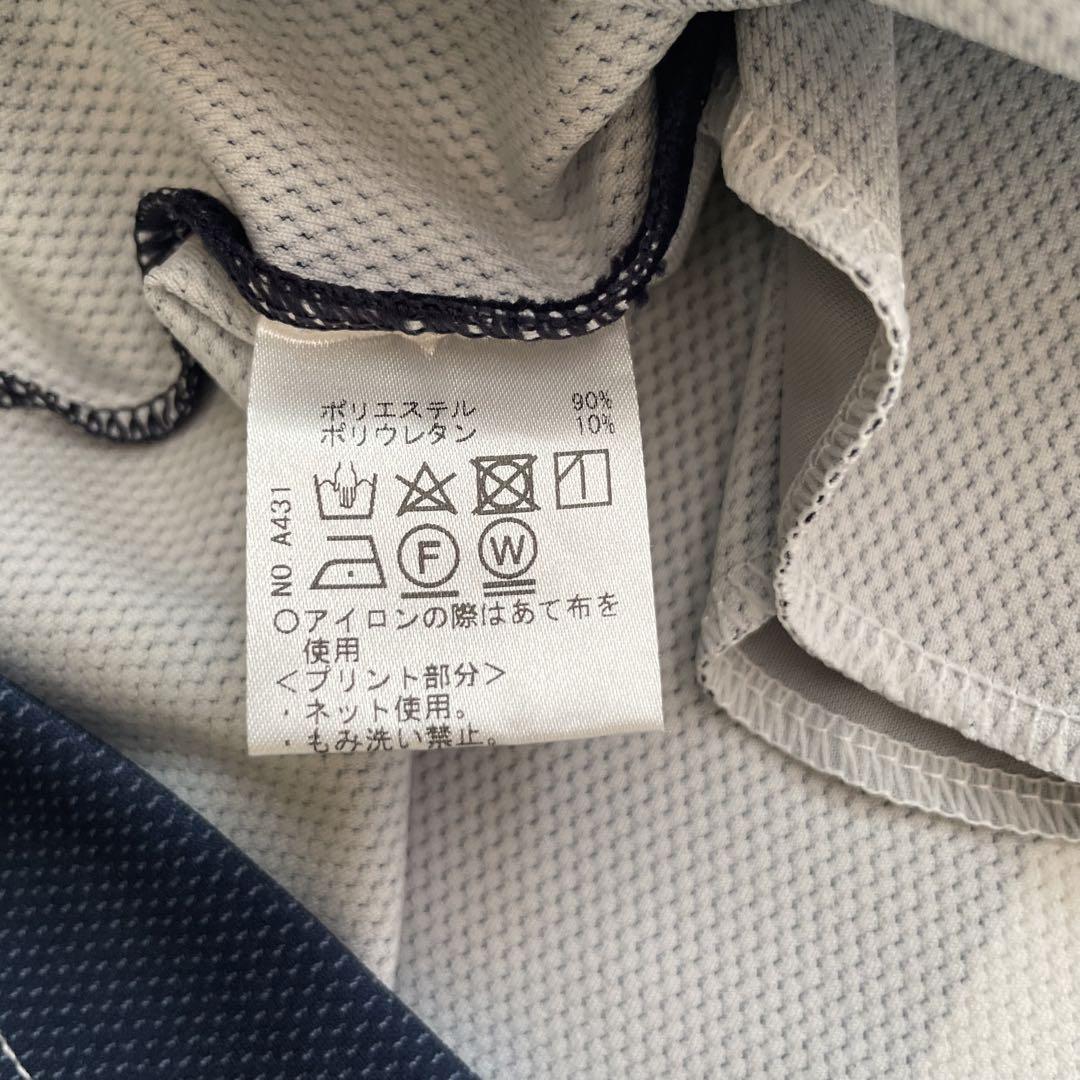 ポリエステル 90%
ポリウレタン 10%
NO A431
F W
〇アイロンの際はあて布を
使用
<プリント部分>
・ネット使用。
・もみ洗い禁止。